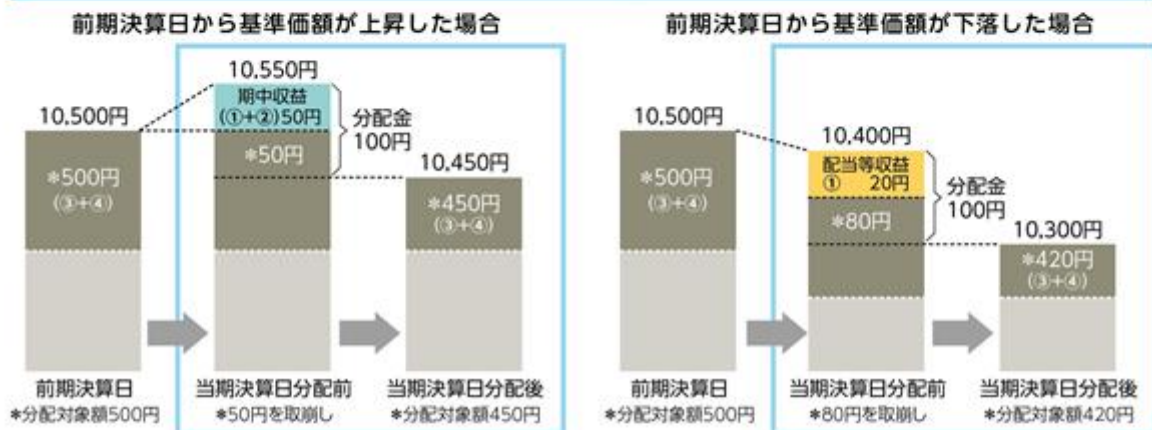 前期決算日から基準価額が上昇した場合
10,550円
期中収益
(①+②)50円
分配金
100円
10,500円
*50円
10,450円
*500円
(③+④)
*450円
(③+④)
前期決算日
当期決算日分配前
当期決算日分配後
*分配対象額500円
*50円を取崩し
*分配対象額450円
前期決算日から基準価額が下落した場合
10,500円
10,400円
配当等収益
① 20円
分配金
100円
*500円
(③+④)
*80円
10,300円
*420円
(③+④)
前期決算日
当期決算日分配前
当期決算日分配後
*分配対象額500円
*80円を取崩し
*分配対象額420円